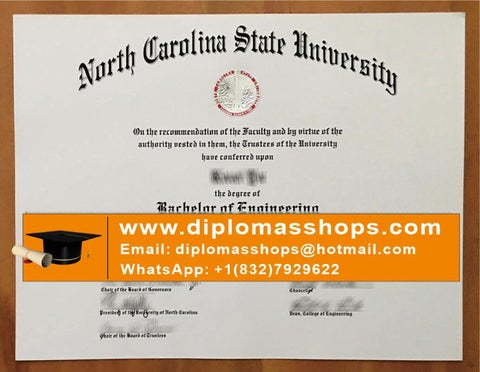 North Carolina State University
On the recommendation of the Faculty and by virtue of the
authority vested in them, the Trustees of the University
have conferred upon
the degree of
Bachelor of Engineering
www.diplomasshops.com
Email: diplomasshops@hotmail.com
WhatsApp: +1(832)7929622
Chair of the Board of Governors
Chancellor
President of the University of North Carolina
Dean, College of Engineering
Chair of the Board of Trustees